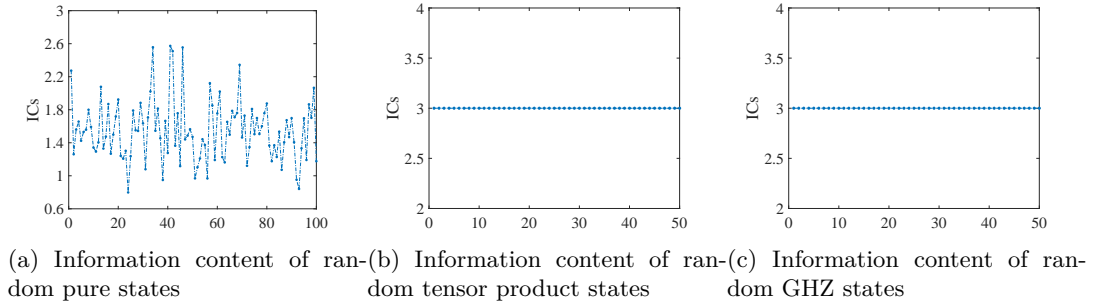 3
2.6
2.2
1.8
1.4
1
0.6
ICs
0 20 40 60 80 100
4
3.5
3
2.5
2
ICs
0 10 20 30 40 50
4
3.5
3
2.5
2
ICs
0 10 20 30 40 50
(a) Information content of ran-
dom pure states
(b) Information content of ran-
dom tensor product states
(c) Information content of ran-
dom GHZ states